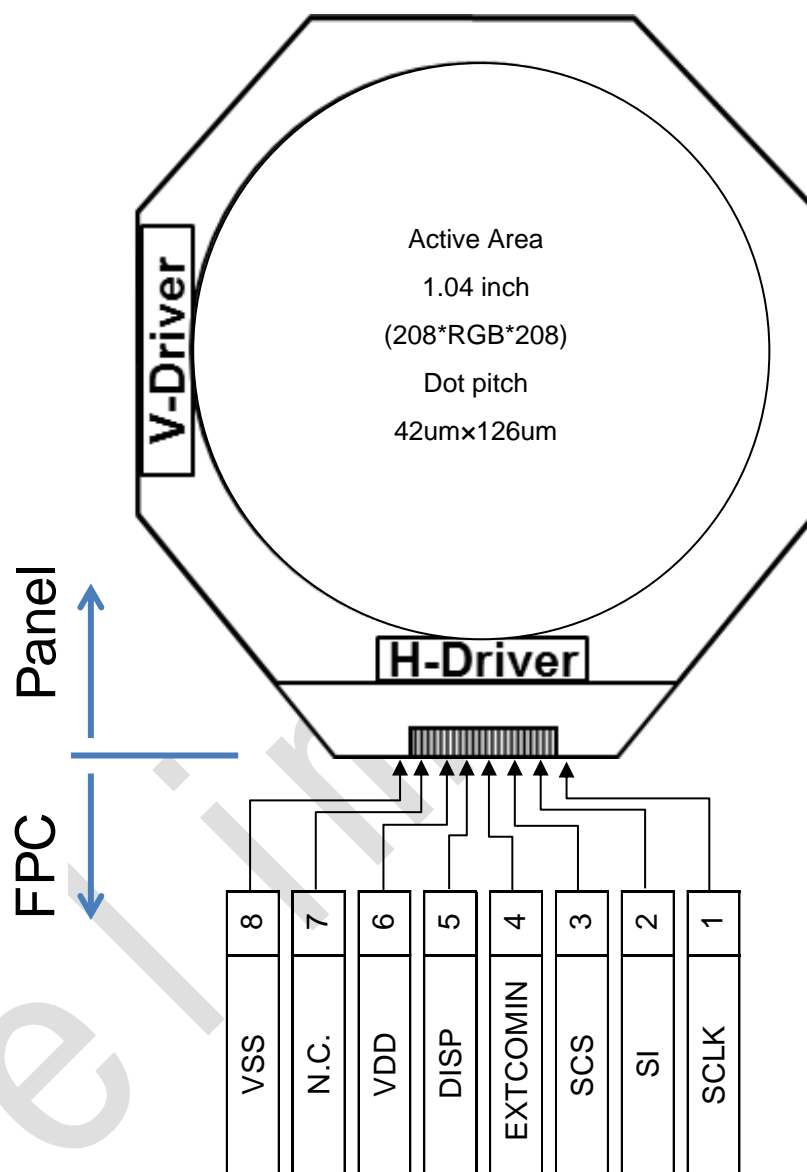 Active Area
1.04 inch
(208*RGB*208)
Dot pitch
42um×126um
V-Driver
H-Driver
Panel
FPC
8
7
6
5
4
3
2
1
VSS
N.C.
VDD
DISP
EXTCOMIN
SCS
SI
SCLK
elim